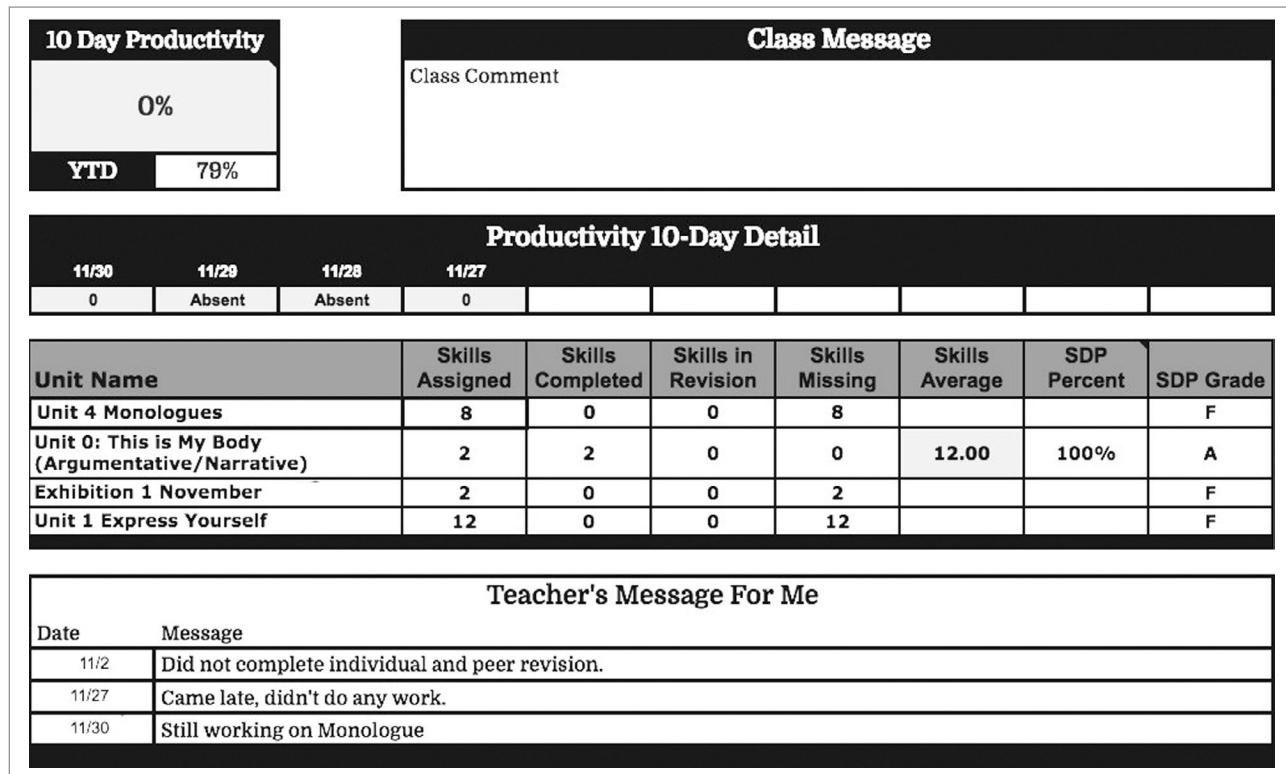 10 Day Productivity
0%
YTD 79%
Class Message
Class Comment
Productivity 10-Day Detail
11/30 11/29 11/28 11/27
0 Absent Absent 0
Unit Name Skills Assigned Skills Completed Skills in Revision Skills Missing Skills Average SDP Percent SDP Grade
Unit 4 Monologues 8 0 0 8 F
Unit 0: This is My Body
(Argumentative/Narrative) 2 2 0 0 12.00 100% A
Exhibition 1 November 2 0 0 2 F
Unit 1 Express Yourself 12 0 0 12 F
Teacher's Message For Me
Date Message
11/2 Did not complete individual and peer revision.
11/27 Came late, didn't do any work.
11/30 Still working on Monologue